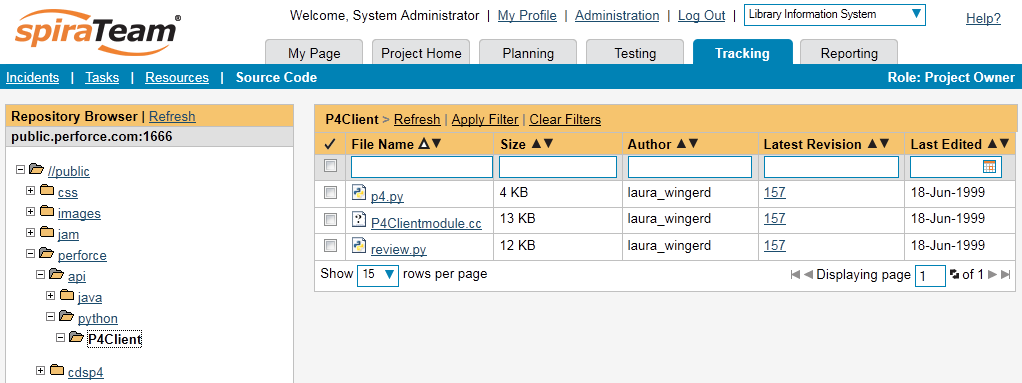 spiraTeam®
Welcome, System Administrator | My Profile | Administration | Log Out | Library Information System Help?
My Page Project Home Planning Testing Tracking Reporting
Incidents | Tasks | Resources | Source Code Role: Project Owner
Repository Browser | Refresh
public.perforce.com:1666
//public
css
images
jam
perforce
api
java
python
P4Client
cdsp4
P4Client > Refresh | Apply Filter | Clear Filters
✓ File Name △▼ Size ▲▼ Author ▲▼ Latest Revision ▲▼ Last Edited ▲▼
p4.py 4 KB laura_wingerd 157 18-Jun-1999
P4Clientmodule.cc 13 KB laura_wingerd 157 18-Jun-1999
review.py 12 KB laura_wingerd 157 18-Jun-1999
Show 15 rows per page Displaying page 1 of 1